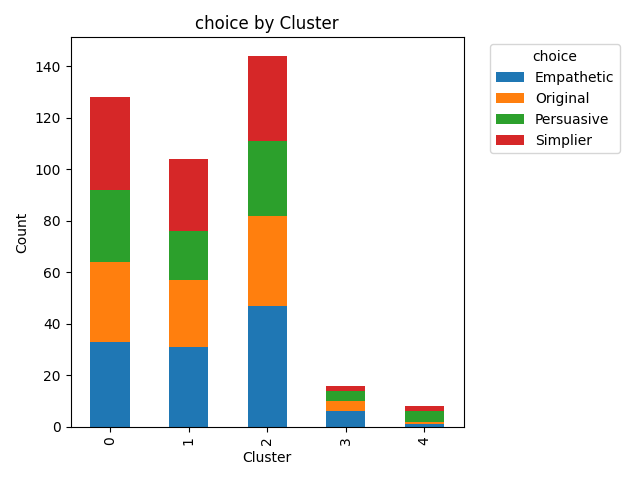 choice by Cluster
choice
Empathetic
Original
Persuasive
Simplier
Count
140
120
100
80
60
40
20
0
0
1
2
3
4
Cluster